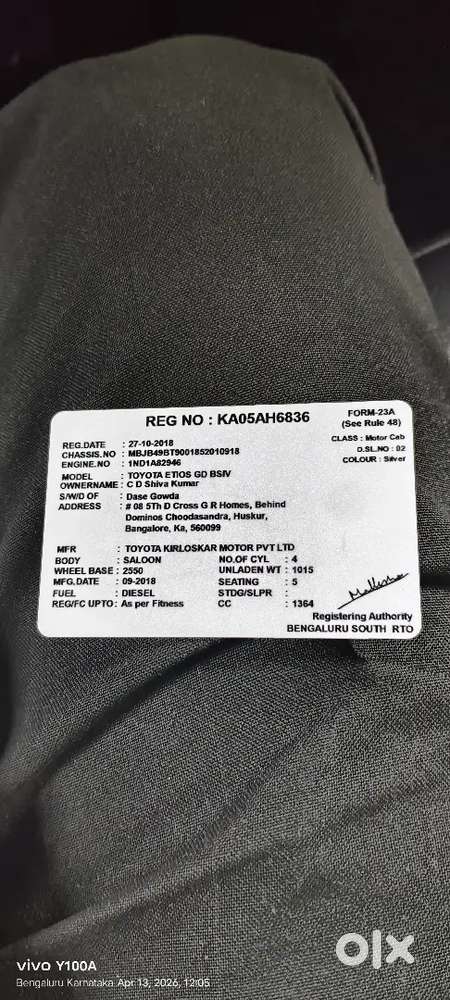 REG NO : KA05AH6836
FORM-23A
(See Rule 48)
REG.DATE : 27-10-2018
CLASS : Motor Cab
CHASSIS.NO : MBJB49BT9001852010918
O.SL.NO : 02
ENGINE.NO : 1ND1A82946
COLOUR : Silver
MODEL : TOYOTA ETIOS GD BSIV
OWNERNAME : C D Shiva Kumar
S/W/D OF : Dase Gowda
ADDRESS : # 08 5Th D Cross G R Homes, Behind
Dominos Choodasandra, Huskur,
Bangalore, Ka, 560099
MFR : TOYOTA KIRLOSKAR MOTOR PVT LTD
BODY : SALOON NO.OF CYL : 4
WHEEL BASE : 2550 UNLADEN WT : 1015
MFG.DATE : 09-2018 SEATING : 5
FUEL : DIESEL STDG/SLPR :
REG/FC UPTO : As per Fitness CC : 1364
Registering Authority
BENGALURU SOUTH RTO
olx
vivo Y100A
Bengaluru Karnataka Apr 13, 2026, 12:05